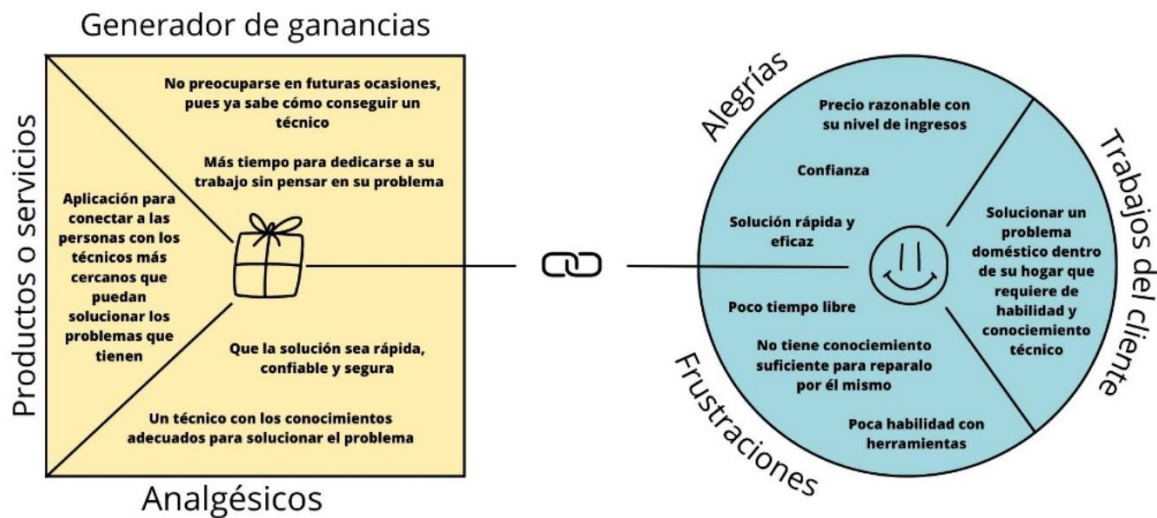 Generador de ganancias
Productos o servicios
No preocuparse en futuras ocasiones,
pues ya sabe cómo conseguir un
técnico
Más tiempo para dedicarse a su
trabajo sin pensar en su problema
Aplicación para
conectar a las
personas con los
técnicos más
cercanos que
puedan
solucionar los
problemas que
tienen
Que la solución sea rápida,
confiable y segura
Un técnico con los conocimientos
adecuados para solucionar el problema
Analgésicos
Alegrías
Precio razonable con
su nivel de ingresos
Confianza
Solución rápida y
eficaz
Trabajos del cliente
Solucionar un
problema
doméstico dentro
de su hogar que
requiere de
habilidad y
conociemiento
técnico
Poco tiempo libre
No tiene conociemiento
suficiente para reparalo
por él mismo
Poca habilidad con
herramientas
Frustraciones